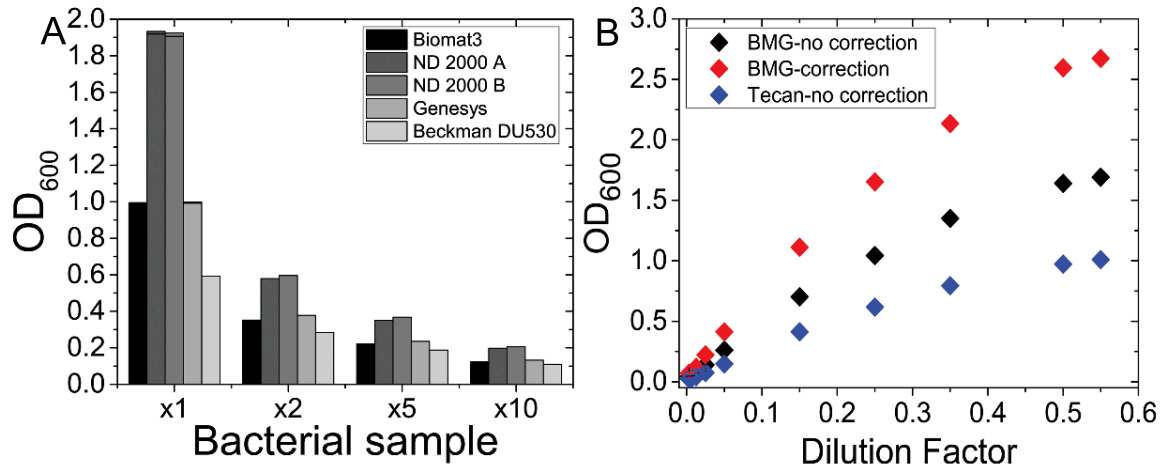 A
OD600
2.0
1.8
1.6
1.4
1.2
1.0
0.8
0.6
0.4
0.2
0.0
Biomat3
ND 2000 A
ND 2000 B
Genesys
Beckman DU530
x1 x2 x5 x10
Bacterial sample
B
OD600
3.0
2.5
2.0
1.5
1.0
0.5
0.0
BMG-no correction
BMG-correction
Tecan-no correction
0.0 0.1 0.2 0.3 0.4 0.5 0.6
Dilution Factor